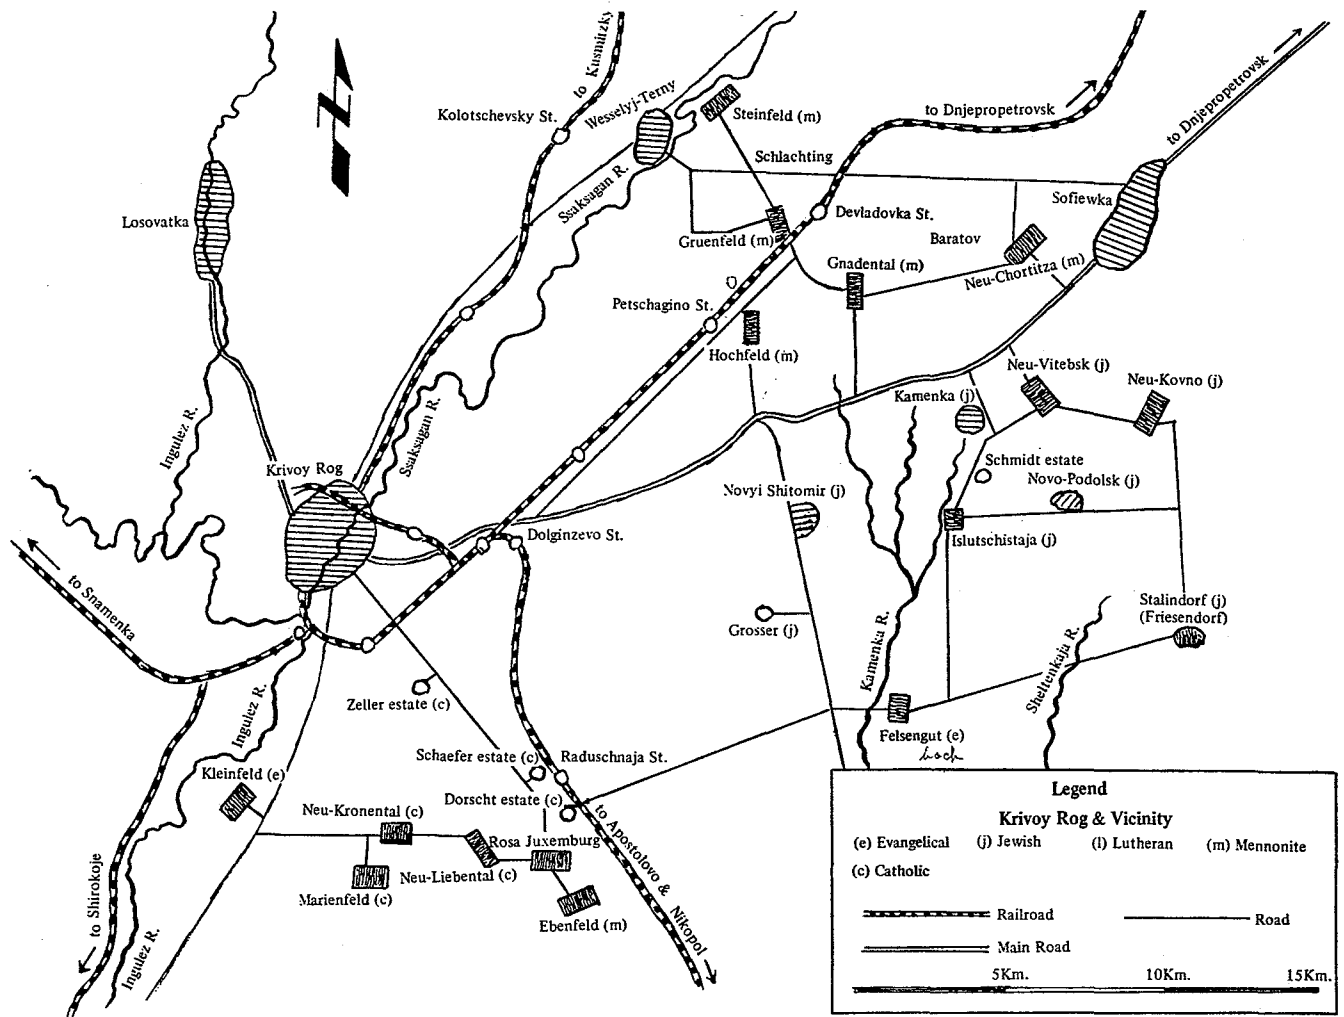 to Kusmitzky
Kolotschevsky St.
Wesselyj-Terny
Steinfeld (m)
to Dnjepropetrovsk
to Dnjepropetrovsk
Schlachting
Ssaksagan R.
Losovatka
Sofiewka
Devladovka St.
Gruenfeld (m)
Baratov
Gnadental (m)
Neu-Chortitza (m)
Petschagino St.
Hochfeld (m)
Neu-Vitebsk (j)
Neu-Kovno (j)
Kamenka (j)
Ingulez R.
Ssaksagan R.
Krivoy Rog
Schmidt estate
Novo-Podolsk (j)
Novyi Shitomir (j)
Dolginzevo St.
Islutschistaja (j)
to Snamenka
Stalindorf (j)
(Friesendorf)
Grosser (j)
Kamenka R.
Sheltenkaja R.
Zeller estate (c)
Ingulez R.
Felsengut (e)
Schaefer estate (c)
Raduschnaja St.
Kleinfeld (e)
Dorscht estate (c)
Neu-Kronental (c)
Rosa Juxemburg
to Apostolovo & Nikopol
Neu-Liebental (c)
Marienfeld (c)
Ebenfeld (m)
to Shirokoje
Ingulez R.
Legend
Krivoy Rog & Vicinity
(e) Evangelical (j) Jewish (l) Lutheran (m) Mennonite
(c) Catholic
Railroad
Road
Main Road
5Km. 10Km. 15Km.